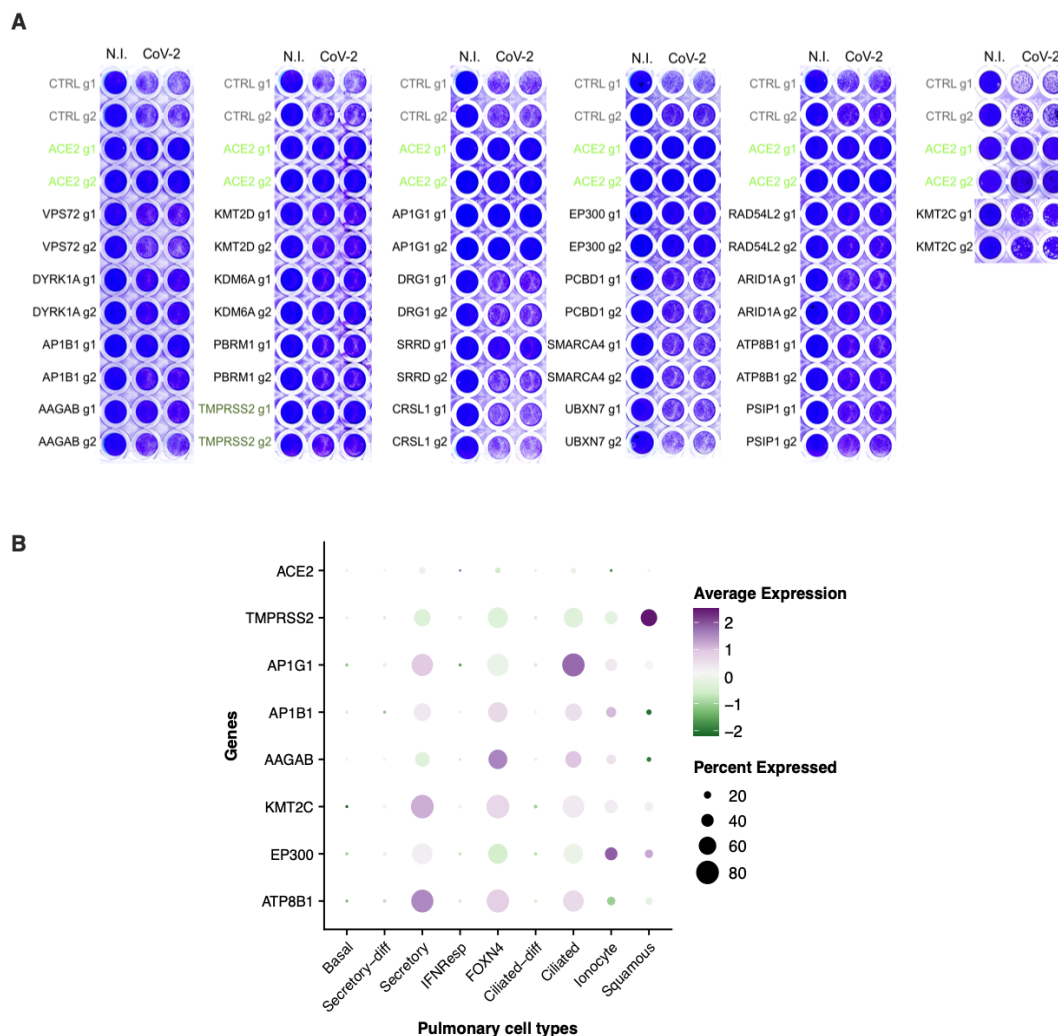 A
N.I. CoV-2
CTRL g1
CTRL g2
ACE2 g1
ACE2 g2
VPS72 g1
VPS72 g2
DYRK1A g1
DYRK1A g2
AP1B1 g1
AP1B1 g2
AAGAB g1
AAGAB g2
N.I. CoV-2
CTRL g1
CTRL g2
ACE2 g1
ACE2 g2
KMT2D g1
KMT2D g2
KDM6A g1
KDM6A g2
PBRM1 g1
PBRM1 g2
TMPRSS2 g1
TMPRSS2 g2
N.I. CoV-2
CTRL g1
CTRL g2
ACE2 g1
ACE2 g2
AP1G1 g1
AP1G1 g2
DRG1 g1
DRG1 g2
SRRD g1
SRRD g2
CRSL1 g1
CRSL1 g2
N.I. CoV-2
CTRL g1
CTRL g2
ACE2 g1
ACE2 g2
EP300 g1
EP300 g2
PCBD1 g1
PCBD1 g2
SMARCA4 g1
SMARCA4 g2
UBXN7 g1
UBXN7 g2
N.I. CoV-2
CTRL g1
CTRL g2
ACE2 g1
ACE2 g2
RAD54L2 g1
RAD54L2 g2
ARID1A g1
ARID1A g2
ATP8B1 g1
ATP8B1 g2
PSIP1 g1
PSIP1 g2
N.I. CoV-2
CTRL g1
CTRL g2
ACE2 g1
ACE2 g2
KMT2C g1
KMT2C g2
B
Genes
ACE2
TMPRSS2
AP1G1
AP1B1
AAGAB
KMT2C
EP300
ATP8B1
Basal
Secretory-diff
Secretory
IFNResp
FOXN4
Ciliated-diff
Ciliated
Ionocyte
Squamous
Pulmonary cell types
Average Expression
2
1
0
−1
−2
Percent Expressed
20
40
60
80